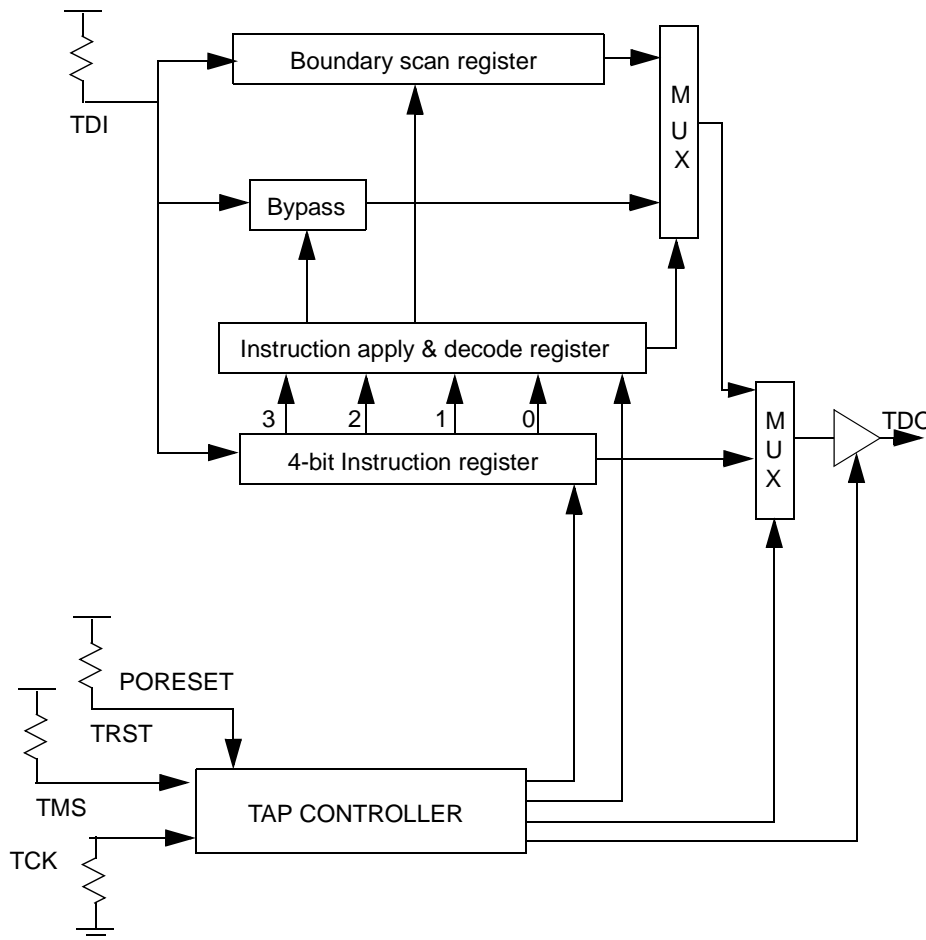 Boundary scan register
M
U
X
TDI
Bypass
Instruction apply & decode register
3 2 1 0
4-bit Instruction register
M
U
X
TDO
PORESET
TRST
TMS
TAP CONTROLLER
TCK